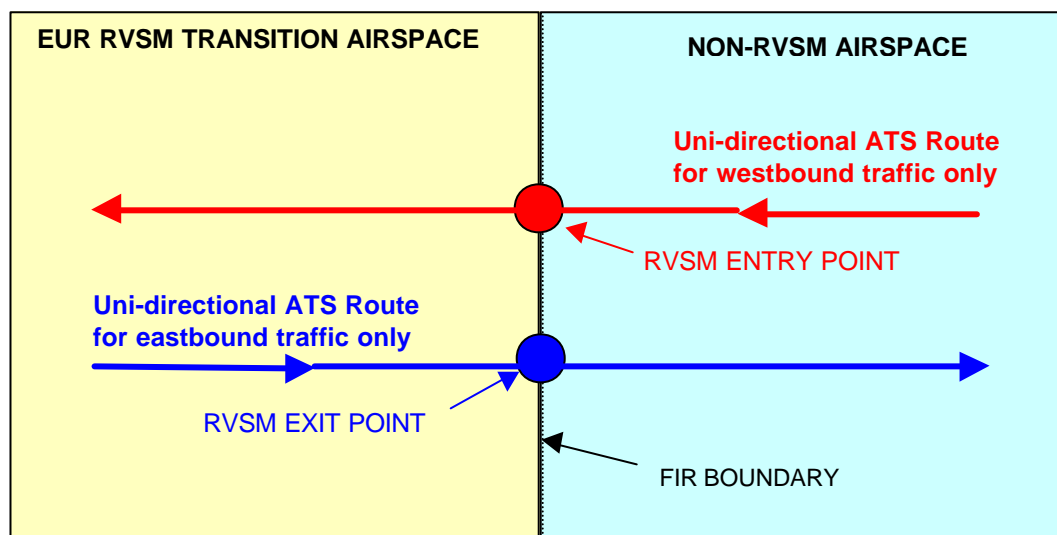 EUR RVSM TRANSITION AIRSPACE
NON-RVSM AIRSPACE
Uni-directional ATS Route
for westbound traffic only
RVSM ENTRY POINT
Uni-directional ATS Route
for eastbound traffic only
RVSM EXIT POINT
FIR BOUNDARY